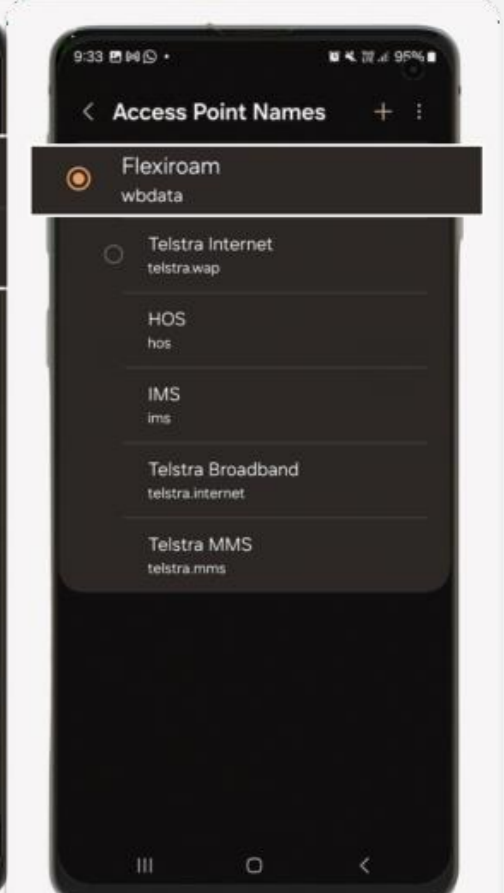 9:33 95%
Access Point Names
Flexiroam
wbdata
Telstra Internet
telstra.wap
HOS
hos
IMS
ims
Telstra Broadband
telstra.internet
Telstra MMS
telstra.mms